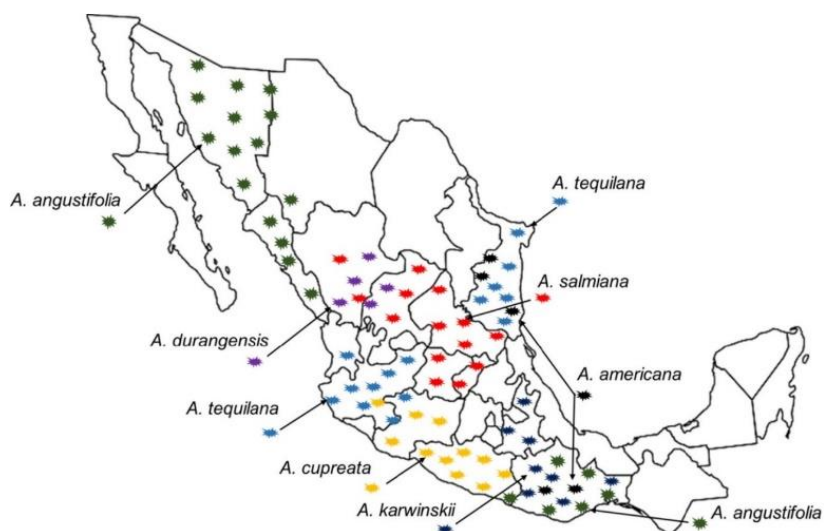 A. tequilana
A. angustifolia
A. salmiana
A. durangensis
A. americana
A. tequilana
A. cupreata
A. karwinskii
A. angustifolia